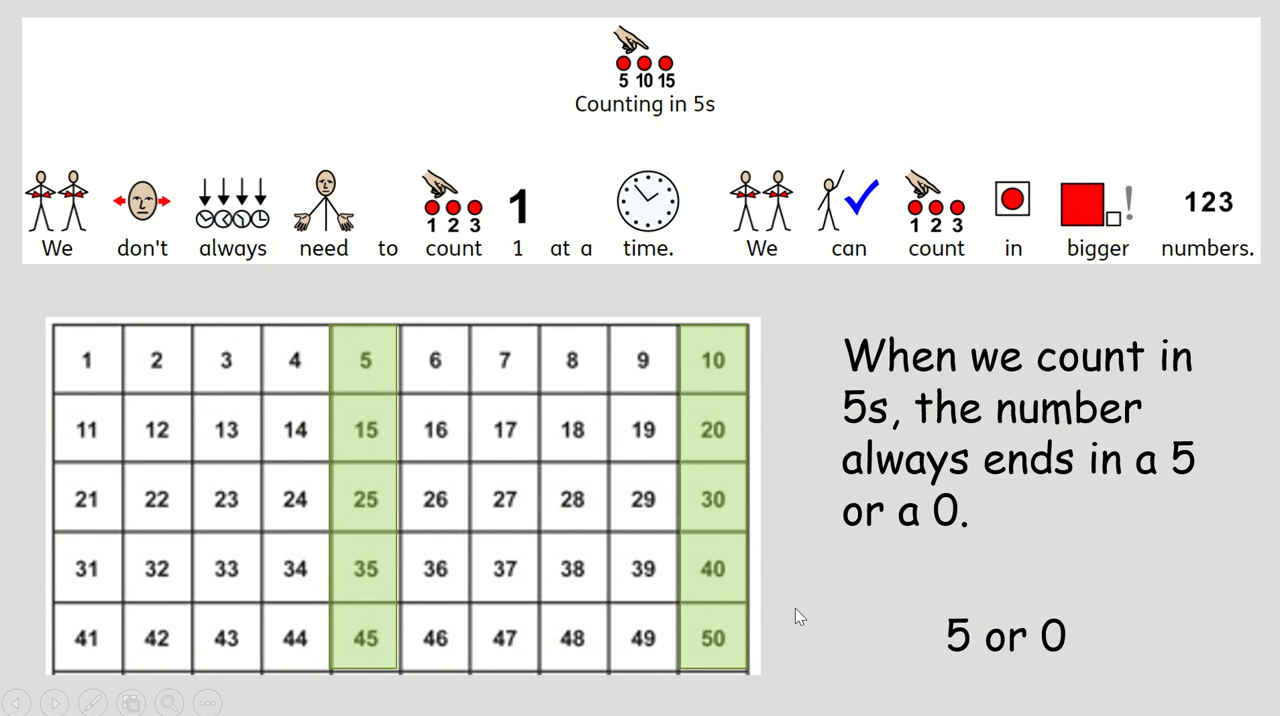 5 10 15
Counting in 5s
1 2 3 1 1 2 3 123
We don't always need to count 1 at a time. We can count in bigger numbers.
1 2 3 4 5 6 7 8 9 10
11 12 13 14 15 16 17 18 19 20
21 22 23 24 25 26 27 28 29 30
31 32 33 34 35 36 37 38 39 40
41 42 43 44 45 46 47 48 49 50
When we count in
5s, the number
always ends in a 5
or a 0.
5 or 0